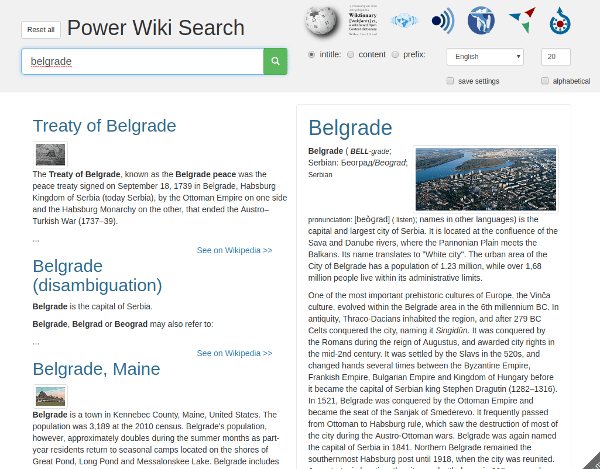 Reset all
Power Wiki Search
Wiktionary
belgrade
intitle:
content
prefix:
English
20
save settings
alphabetical
Treaty of Belgrade
The Treaty of Belgrade, known as the Belgrade peace was the
peace treaty signed on September 18, 1739 in Belgrade, Habsburg
Kingdom of Serbia (today Serbia), by the Ottoman Empire on one side
and the Habsburg Monarchy on the other, that ended the Austro–
Turkish War (1737–39).
...
See on Wikipedia >>
Belgrade
(disambiguation)
Belgrade is the capital of Serbia.
Belgrade, Belgrad or Beograd may also refer to:
...
See on Wikipedia >>
Belgrade, Maine
Belgrade is a town in Kennebec County, Maine, United States. The
population was 3,189 at the 2010 census. Belgrade's population,
however, approximately doubles during the summer months as part-
year residents return to seasonal camps located on the shores of
Great Pond, Long Pond and Messalonskee Lake. Belgrade includes
Belgrade
Belgrade ( BELL-grade;
Serbian: Београд/Beograd;
Serbian
pronunciation: [beǒɡrad] ( listen); names in other languages) is the
capital and largest city of Serbia. It is located at the confluence of the
Sava and Danube rivers, where the Pannonian Plain meets the
Balkans. Its name translates to "White city". The urban area of the
City of Belgrade has a population of 1.23 million, while over 1,68
million people live within its administrative limits.
One of the most important prehistoric cultures of Europe, the Vinča
culture, evolved within the Belgrade area in the 6th millennium BC. In
antiquity, Thraco-Dacians inhabited the region, and after 279 BC
Celts conquered the city, naming it Singidūn. It was conquered by
the Romans during the reign of Augustus, and awarded city rights in
the mid-2nd century. It was settled by the Slavs in the 520s, and
changed hands several times between the Byzantine Empire,
Frankish Empire, Bulgarian Empire and Kingdom of Hungary before
it became the capital of Serbian king Stephen Dragutin (1282–1316).
In 1521, Belgrade was conquered by the Ottoman Empire and
became the seat of the Sanjak of Smederevo. It frequently passed
from Ottoman to Habsburg rule, which saw the destruction of most of
the city during the Austro-Ottoman wars. Belgrade was again named
the capital of Serbia in 1841. Northern Belgrade remained the
southernmost Habsburg post until 1918, when the city was reunited.